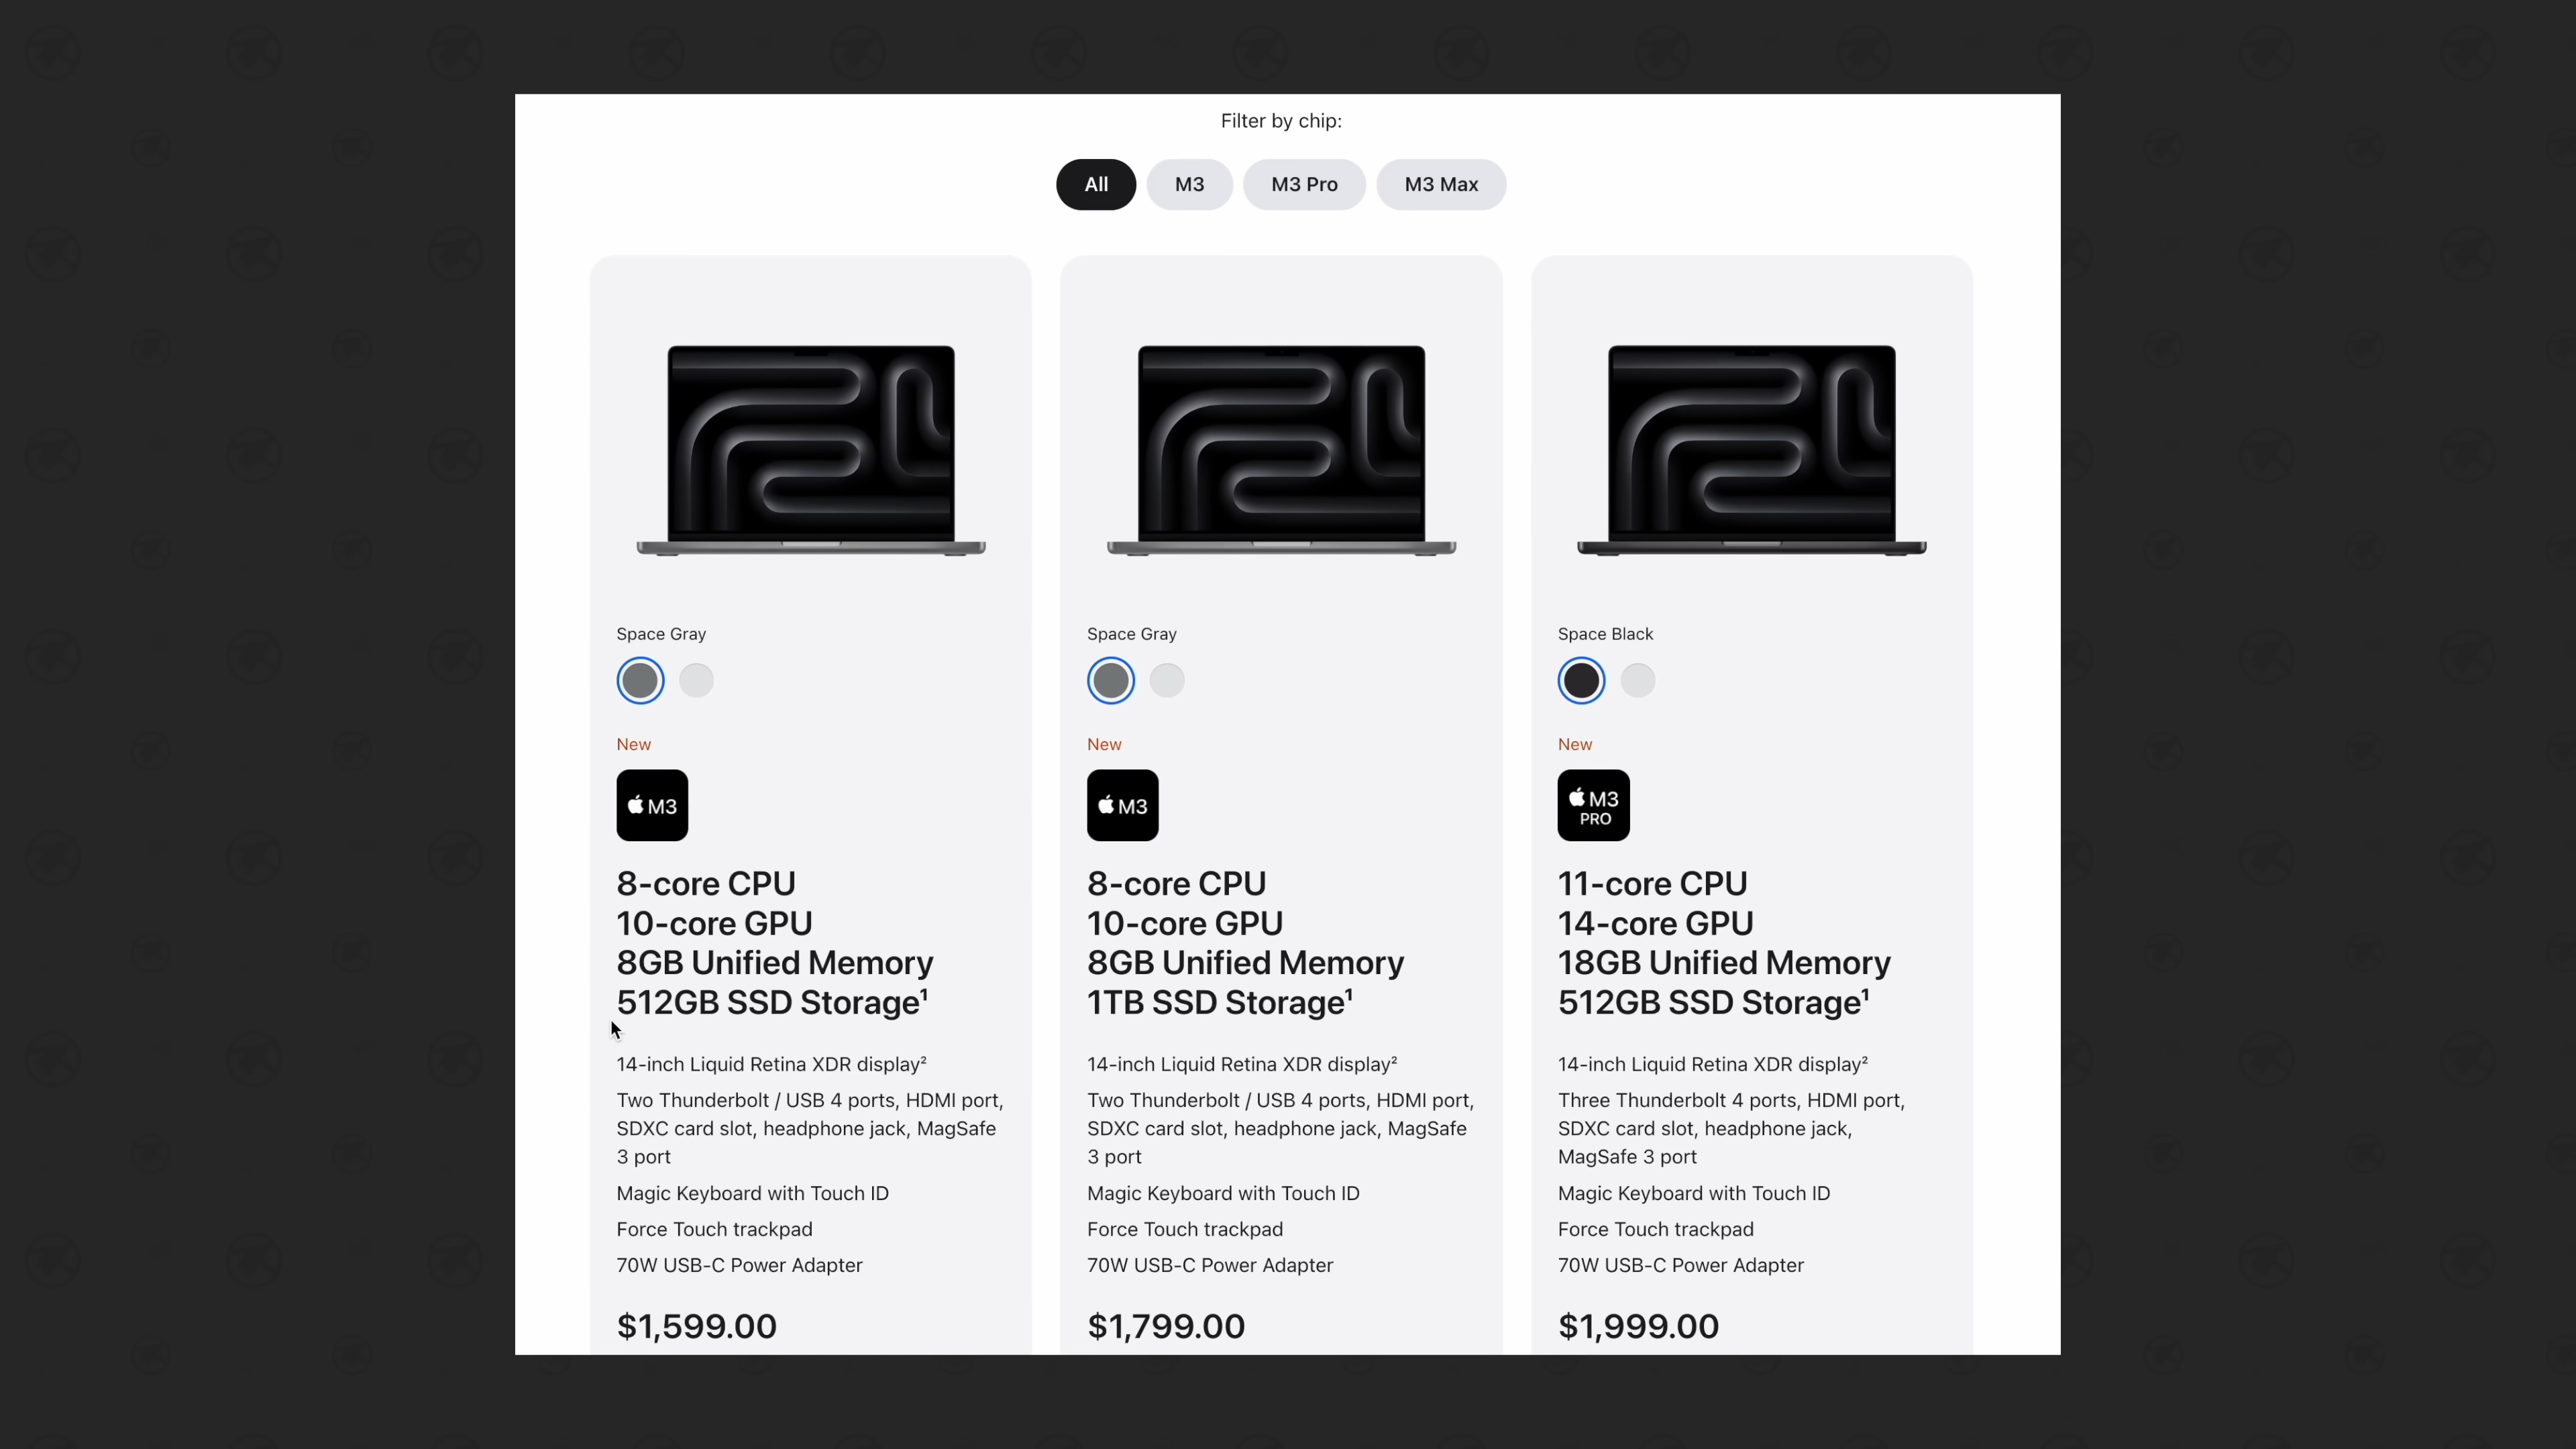 Filter by chip:
All
M3
M3 Pro
M3 Max
Space Gray
New
M3
8-core CPU
10-core GPU
8GB Unified Memory
512GB SSD Storage¹
14-inch Liquid Retina XDR display²
Two Thunderbolt / USB 4 ports, HDMI port,
SDXC card slot, headphone jack, MagSafe
3 port
Magic Keyboard with Touch ID
Force Touch trackpad
70W USB-C Power Adapter
$1,599.00
Space Gray
New
M3
8-core CPU
10-core GPU
8GB Unified Memory
1TB SSD Storage¹
14-inch Liquid Retina XDR display²
Two Thunderbolt / USB 4 ports, HDMI port,
SDXC card slot, headphone jack, MagSafe
3 port
Magic Keyboard with Touch ID
Force Touch trackpad
70W USB-C Power Adapter
$1,799.00
Space Black
New
M3
PRO
11-core CPU
14-core GPU
18GB Unified Memory
512GB SSD Storage¹
14-inch Liquid Retina XDR display²
Three Thunderbolt 4 ports, HDMI port,
SDXC card slot, headphone jack,
MagSafe 3 port
Magic Keyboard with Touch ID
Force Touch trackpad
70W USB-C Power Adapter
$1,999.00